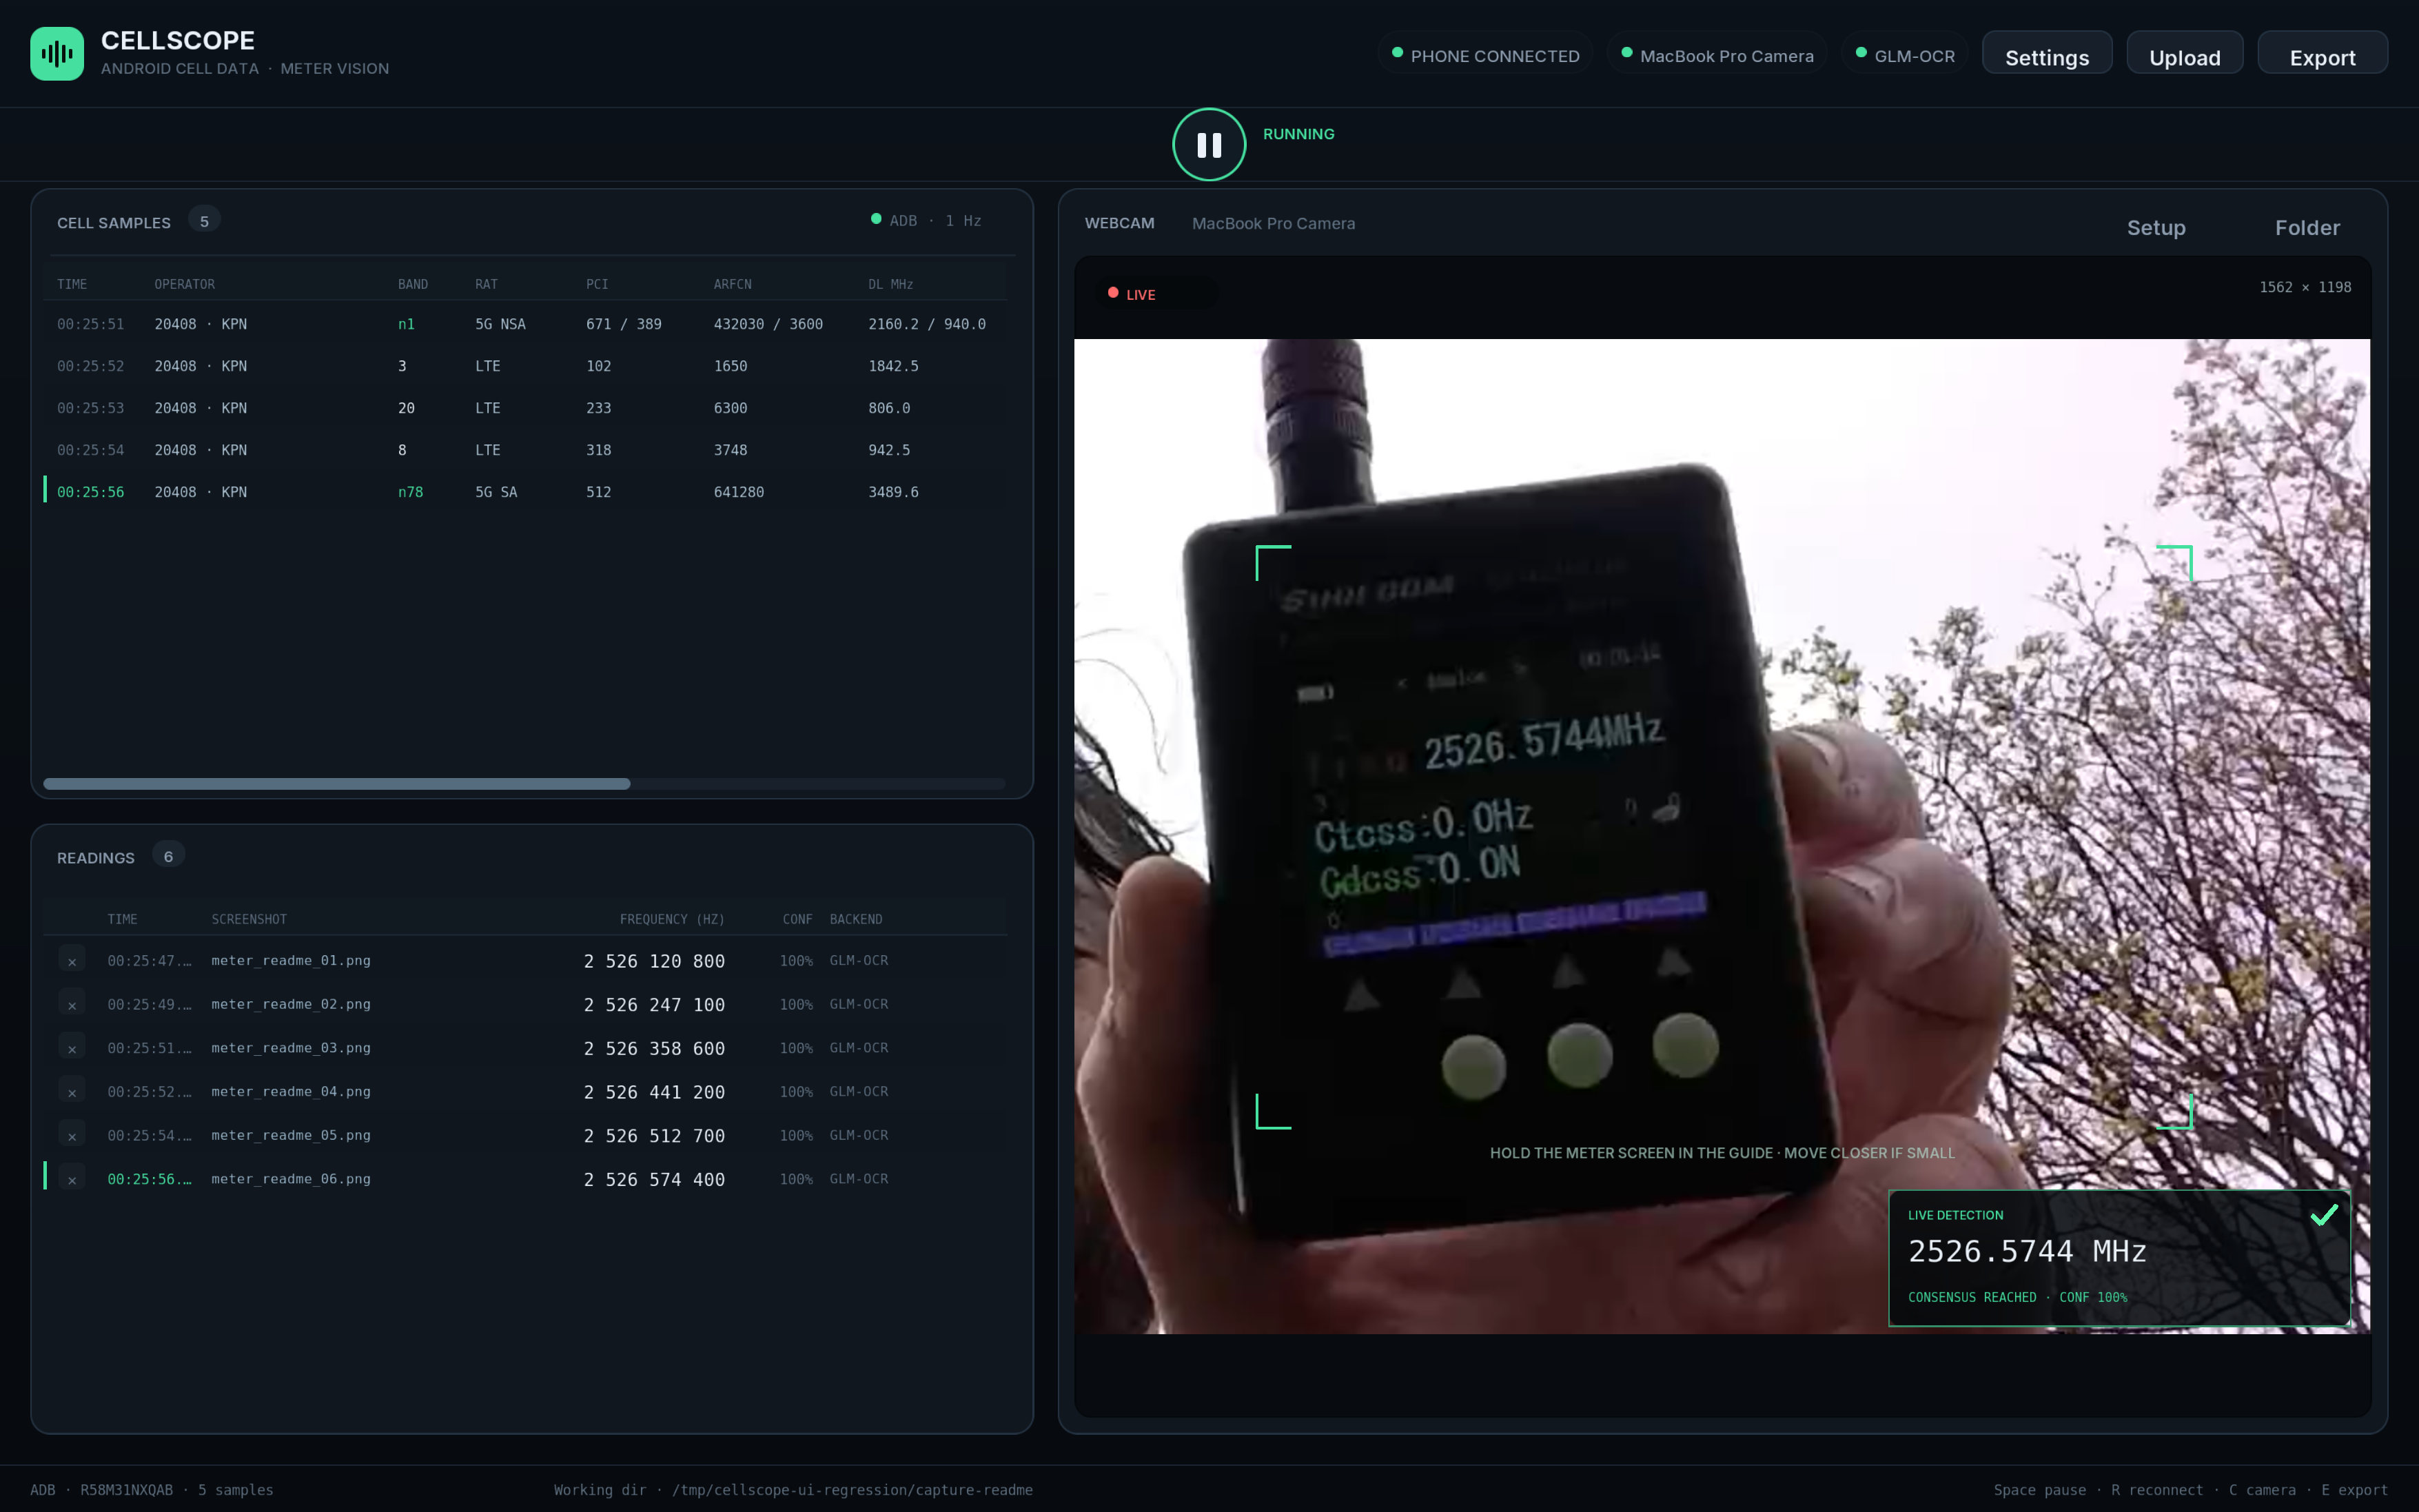 CELLSCOPE
ANDROID CELL DATA · METER VISION
PHONE CONNECTED
MacBook Pro Camera
GLM-OCR
Settings
Upload
Export
RUNNING
CELL SAMPLES 5
ADB · 1 Hz
TIME OPERATOR BAND RAT PCI ARFCN DL MHz
00:25:51 20408 · KPN n1 5G NSA 671 / 389 432030 / 3600 2160.2 / 940.0
00:25:52 20408 · KPN 3 LTE 102 1650 1842.5
00:25:53 20408 · KPN 20 LTE 233 6300 806.0
00:25:54 20408 · KPN 8 LTE 318 3748 942.5
00:25:56 20408 · KPN n78 5G SA 512 641280 3489.6
READINGS 6
TIME SCREENSHOT FREQUENCY (HZ) CONF BACKEND
× 00:25:47.… meter_readme_01.png 2 526 120 800 100% GLM-OCR
× 00:25:49.… meter_readme_02.png 2 526 247 100 100% GLM-OCR
× 00:25:51.… meter_readme_03.png 2 526 358 600 100% GLM-OCR
× 00:25:52.… meter_readme_04.png 2 526 441 200 100% GLM-OCR
× 00:25:54.… meter_readme_05.png 2 526 512 700 100% GLM-OCR
× 00:25:56.… meter_readme_06.png 2 526 574 400 100% GLM-OCR
WEBCAM MacBook Pro Camera
Setup
Folder
LIVE
1562 × 1198
2526.5744MHz
Ctcss:0.0Hz
Cdcss:0.0N
HOLD THE METER SCREEN IN THE GUIDE · MOVE CLOSER IF SMALL
LIVE DETECTION
2526.5744 MHz
CONSENSUS REACHED · CONF 100%
ADB · R58M31NXQAB · 5 samples
Working dir · /tmp/cellscope-ui-regression/capture-readme
Space pause · R reconnect · C camera · E export